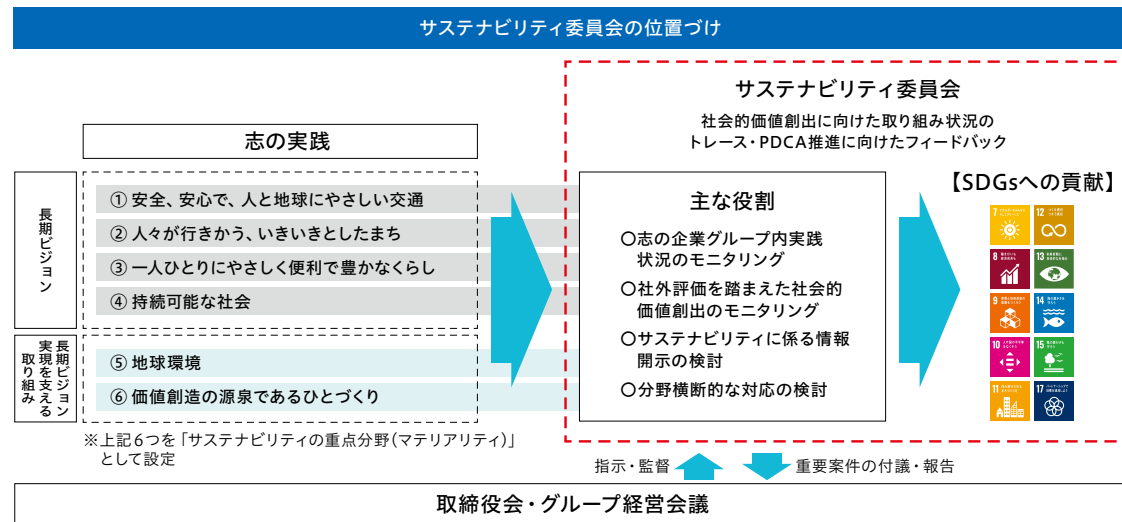 サステナビリティ委員会の位置づけ
志の実践
長期ビジョン
① 安全、安心で、人と地球にやさしい交通
② 人々が行きかう、いきいきとしたまち
③ 一人ひとりにやさしく便利で豊かなくらし
④ 持続可能な社会
長期ビジョン
実現を支える
取り組み
⑤ 地球環境
⑥ 価値創造の源泉であるひとづくり
※上記6つを「サステナビリティの重点分野(マテリアリティ)」
として設定
サステナビリティ委員会
社会的価値創出に向けた取り組み状況の
トレース・PDCA推進に向けたフィードバック
主な役割
○志の企業グループ内実践
状況のモニタリング
○社外評価を踏まえた社会的
価値創出のモニタリング
○サステナビリティに係る情報
開示の検討
○分野横断的な対応の検討
【SDGsへの貢献】
7
12
8
13
9
14
10
15
11
17
指示・監督
重要案件の付議・報告
取締役会・グループ経営会議